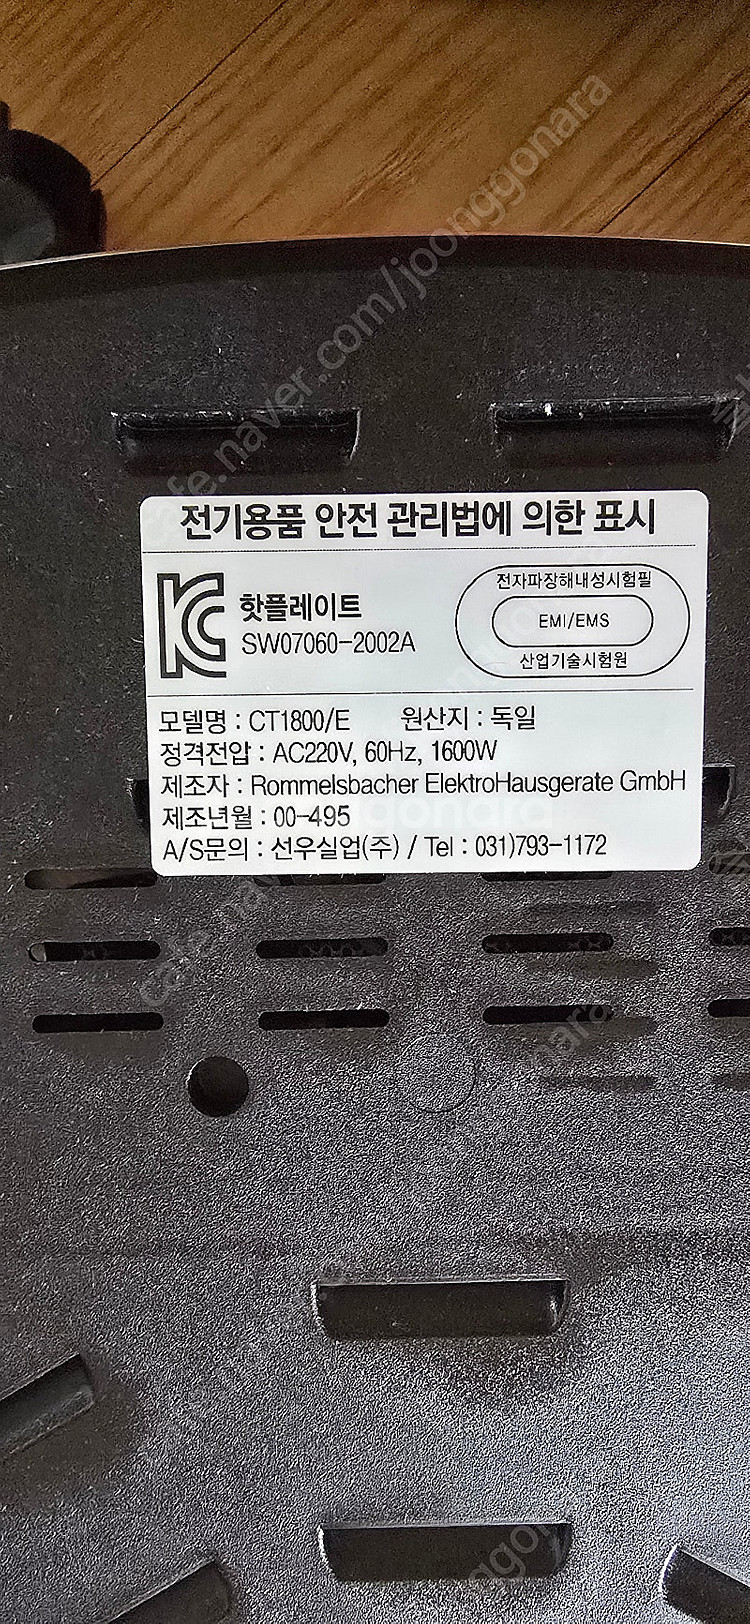 전기용품 안전 관리법에 의한 표시
핫플레이트
SW07060-2002A
전자파장해내성시험필
EMI/EMS
산업기술시험원
모델명 : CT1800/E 원산지 : 독일
정격전압 : AC220V, 60Hz, 1600W
제조자 : Rommelsbacher ElektroHausgerate GmbH
제조년월 : 00-495
A/S문의 : 선우실업(주) / Tel : 031)793-1172
cafe.naver.com/joonggonara